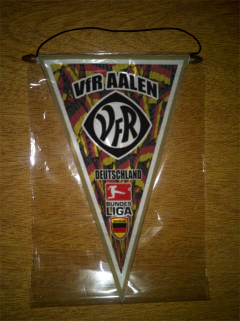 VfR AALEN
VfR
DEUTSCHLAND
BUNDES
LIGA